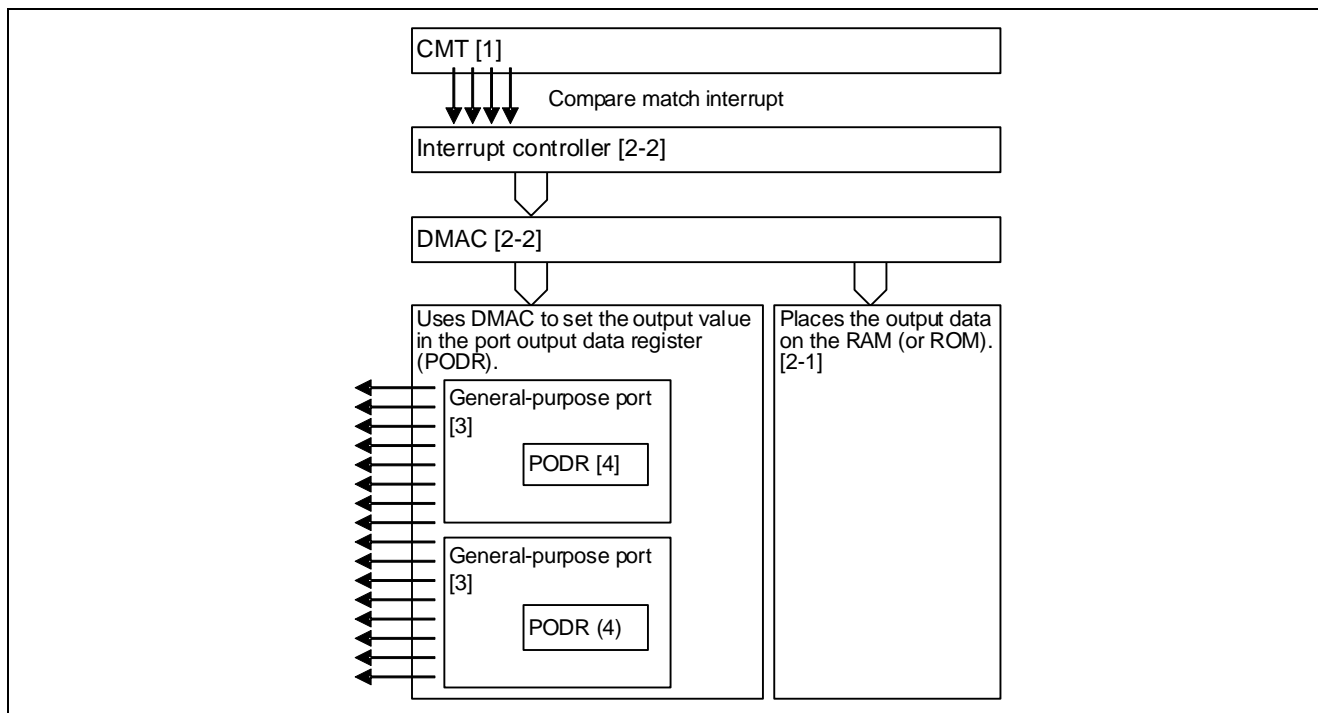 CMT [1]
Compare match interrupt
Interrupt controller [2-2]
DMAC [2-2]
Uses DMAC to set the output value
in the port output data register
(PODR).
General-purpose port
[3]
PODR [4]
General-purpose port
[3]
PODR (4)
Places the output data
on the RAM (or ROM).
[2-1]